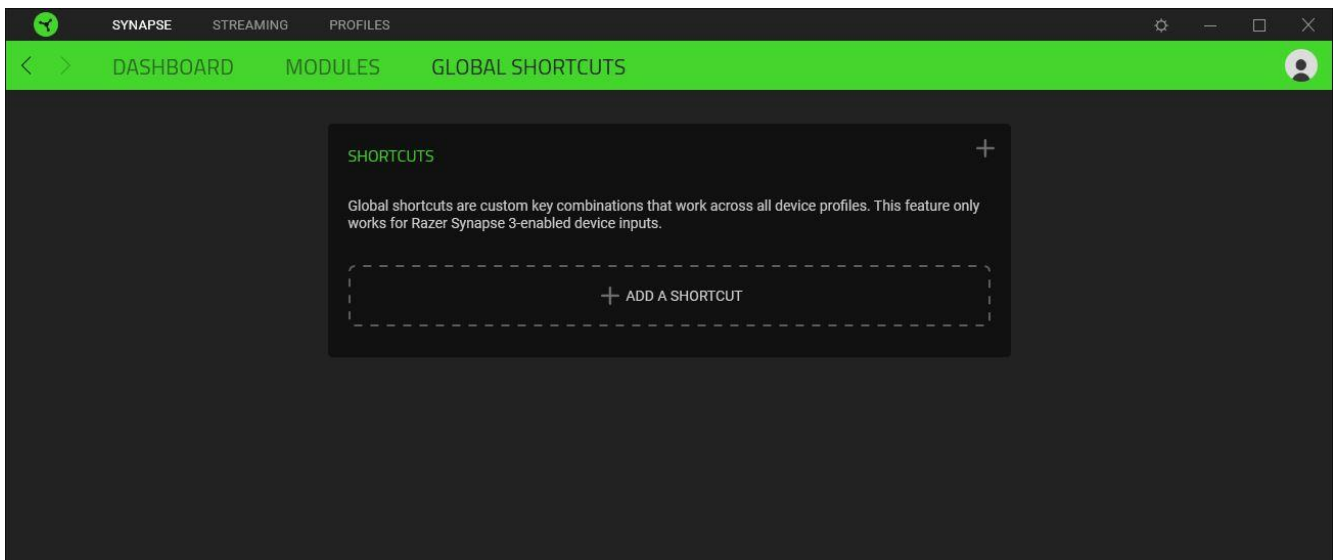 SYNAPSE STREAMING PROFILES
DASHBOARD MODULES GLOBAL SHORTCUTS
SHORTCUTS
Global shortcuts are custom key combinations that work across all device profiles. This feature only
works for Razer Synapse 3-enabled device inputs.
ADD A SHORTCUT